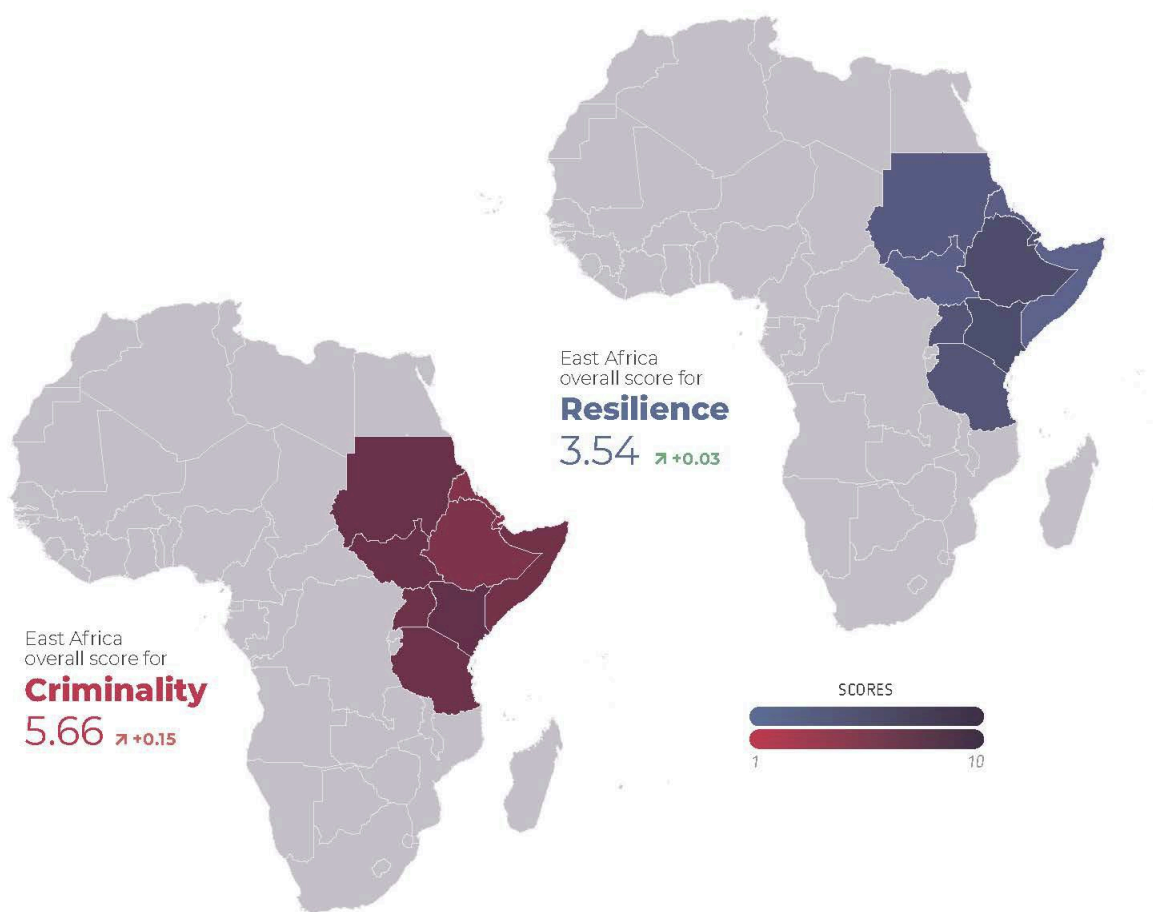 East Africa
overall score for
Resilience
3.54 ↗ +0.03
East Africa
overall score for
Criminality
5.66 ↗ +0.15
SCORES
1 10